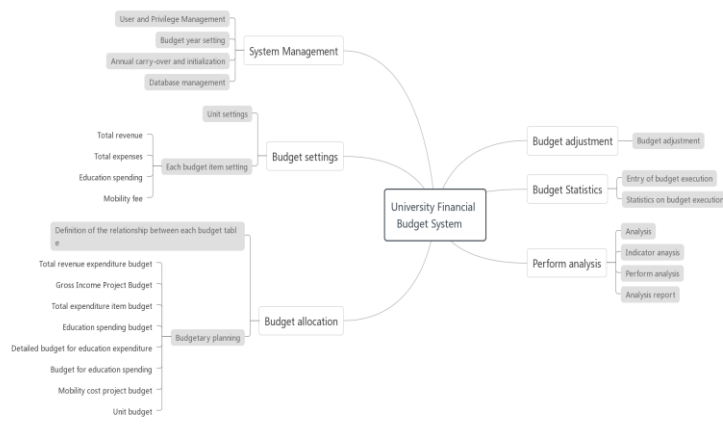 User and Privilege Management
Budget year setting
Annual carry-over and initialization
Database management
System Management
Unit settings
Total revenue
Total expenses
Education spending
Mobility fee
Each budget item setting
Budget settings
Definition of the relationship between each budget tabl
e
Total revenue expenditure budget
Gross Income Project Budget
Total expenditure item budget
Education spending budget
Detailed budget for education expenditure
Budget for education spending
Mobility cost project budget
Unit budget
Budgetary planning
Budget allocation
University Financial
Budget System
Budget adjustment
Budget adjustment
Budget Statistics
Entry of budget execution
Statistics on budget execution
Perform analysis
Analysis
Indicator anaysis
Perform analysis
Analysis report